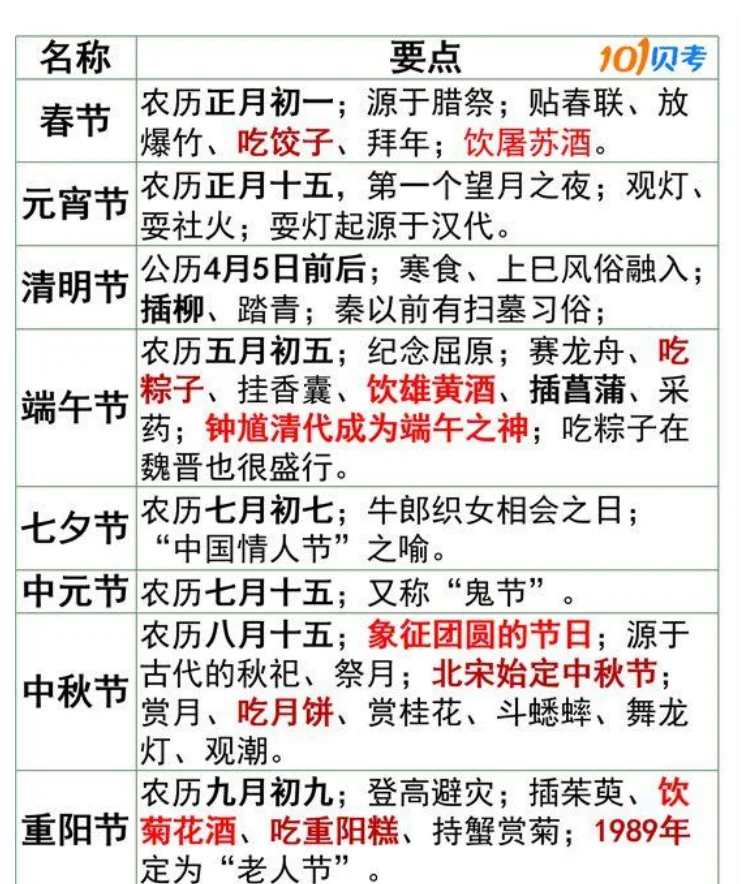 名称 要点 101贝考
春节
农历正月初一；源于腊祭；贴春联、放
爆竹、吃饺子、拜年；饮屠苏酒。
元宵节
农历正月十五，第一个望月之夜；观灯、
耍社火；耍灯起源于汉代。
清明节
公历4月5日前后；寒食、上巳风俗融入；
插柳、踏青；秦以前有扫墓习俗；
端午节
农历五月初五；纪念屈原；赛龙舟、吃
粽子、挂香囊、饮雄黄酒、插菖蒲、采
药；钟馗清代成为端午之神；吃粽子在
魏晋也很盛行。
七夕节
农历七月初七；牛郎织女相会之日；
“中国情人节”之喻。
中元节
农历七月十五；又称“鬼节”。
中秋节
农历八月十五；象征团圆的节日；源于
古代的秋祀、祭月；北宋始定中秋节；
赏月、吃月饼、赏桂花、斗蟋蟀、舞龙
灯、观潮。
重阳节
农历九月初九；登高避灾；插茱萸、饮
菊花酒、吃重阳糕、持蟹赏菊；1989年
定为“老人节”。